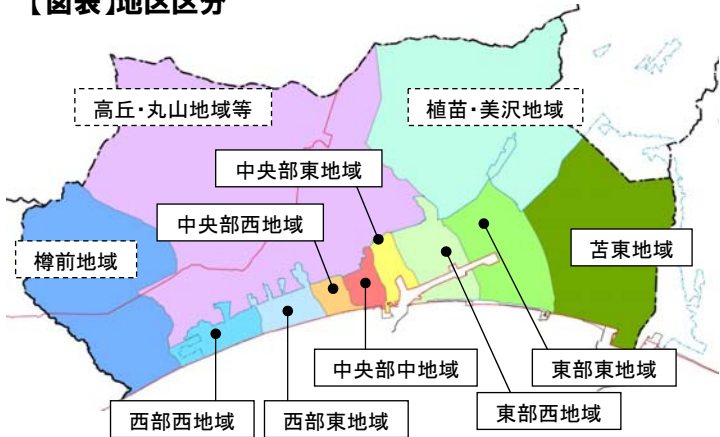 【図表】地区区分
高丘・丸山地域等
植苗・美沢地域
中央部東地域
中央部西地域
樽前地域
苫東地域
中央部中地域
東部東地域
西部西地域
西部東地域
東部西地域